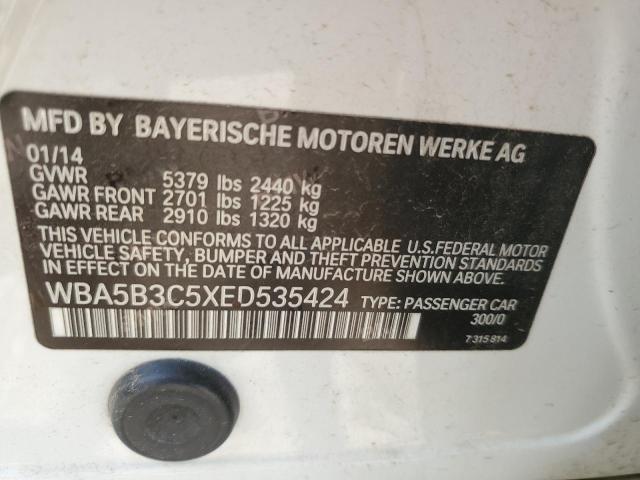 MFD BY BAYERISCHE MOTOREN WERKE AG
01/14
GVWR 5379 lbs 2440 kg
GAWR FRONT 2701 lbs 1225 kg
GAWR REAR 2910 lbs 1320 kg
THIS VEHICLE CONFORMS TO ALL APPLICABLE U.S.FEDERAL MOTOR
VEHICLE SAFETY, BUMPER AND THEFT PREVENTION STANDARDS
IN EFFECT ON THE DATE OF MANUFACTURE SHOWN ABOVE.
WBA5B3C5XED535424 TYPE: PASSENGER CAR
300/0
7 315 814